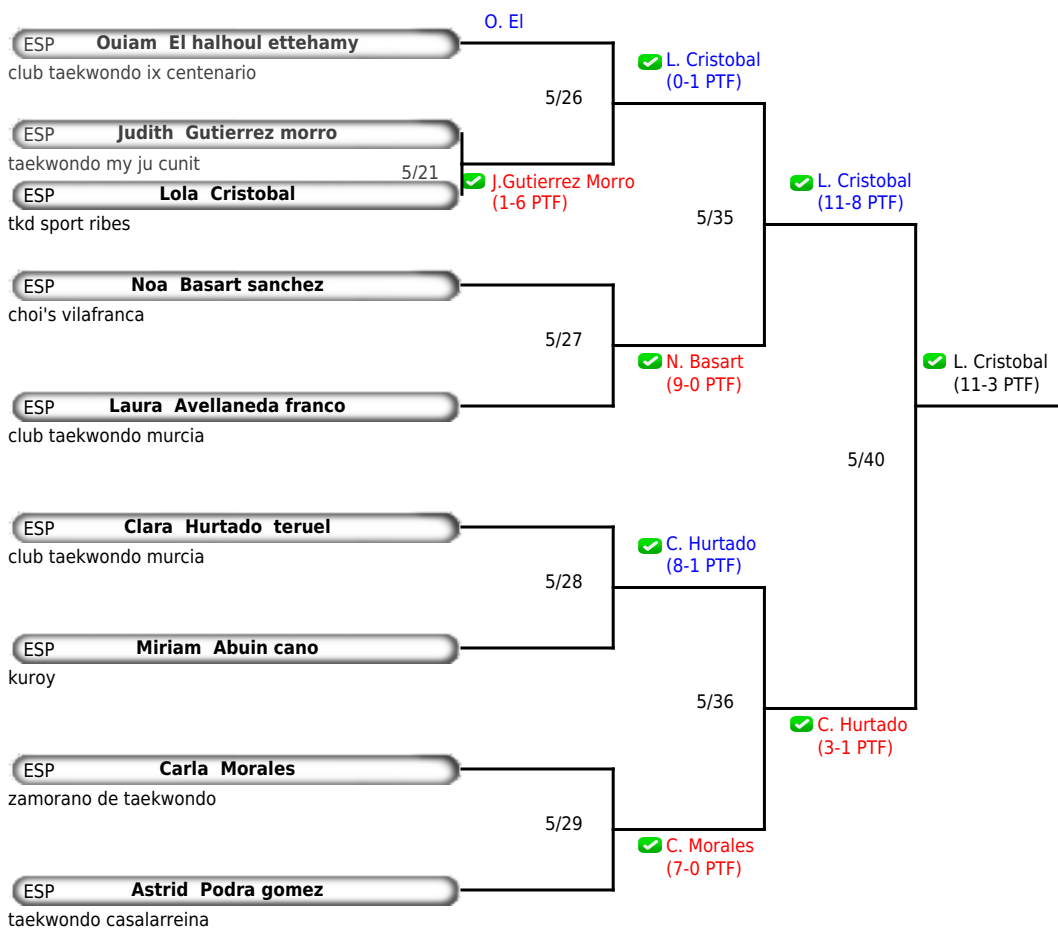 O. El
ESP Ouiam El halhoul ettehamy
club taekwondo ix centenario
L. Cristobal
(0-1 PTF)
5/26
ESP Judith Gutierrez morro
taekwondo my ju cunit
5/21
J.Gutierrez Morro
(1-6 PTF)
L. Cristobal
(11-8 PTF)
ESP Lola Cristobal
tkd sport ribes
5/35
ESP Noa Basart sanchez
choi's vilafranca
5/27
N. Basart
(9-0 PTF)
L. Cristobal
(11-3 PTF)
ESP Laura Avellaneda franco
club taekwondo murcia
5/40
ESP Clara Hurtado teruel
club taekwondo murcia
C. Hurtado
(8-1 PTF)
5/28
ESP Miriam Abuin cano
kuroy
5/36
C. Hurtado
(3-1 PTF)
ESP Carla Morales
zamorano de taekwondo
5/29
C. Morales
(7-0 PTF)
ESP Astrid Podra gomez
taekwondo casalarreina